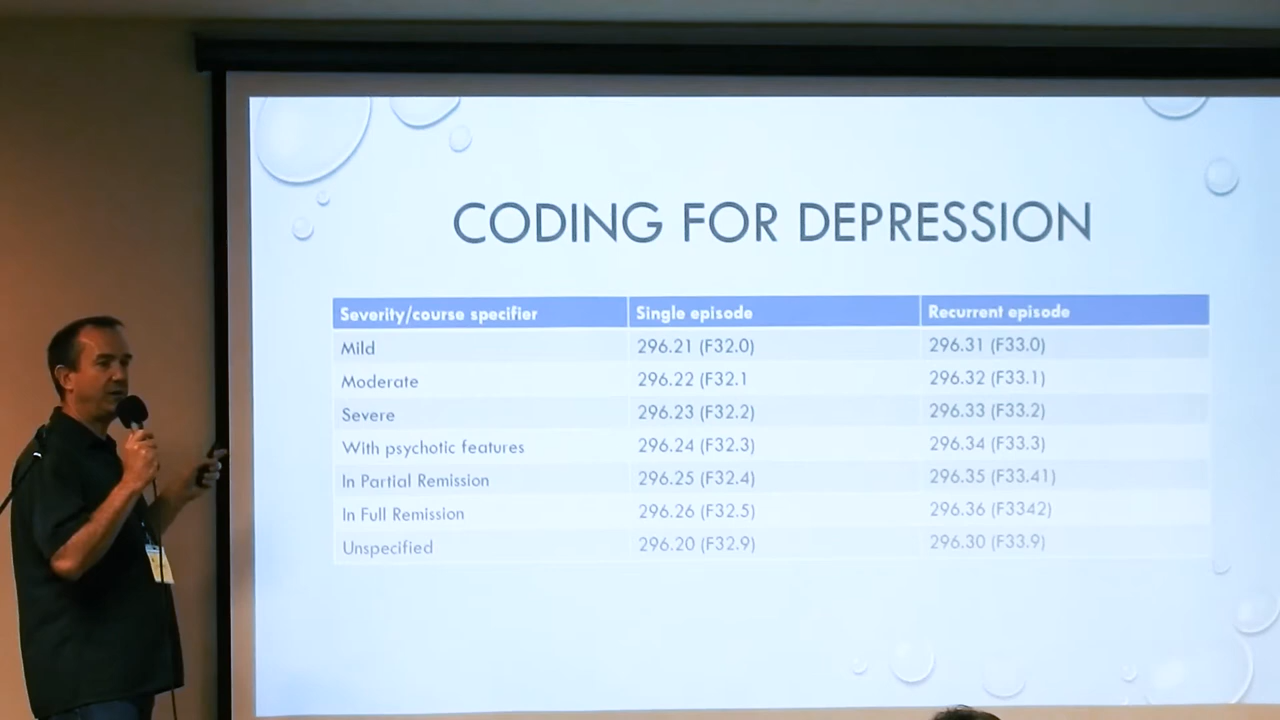 CODING FOR DEPRESSION
Severity/course specifier Single episode Recurrent episode
Mild 296.21 (F32.0) 296.31 (F33.0)
Moderate 296.22 (F32.1 296.32 (F33.1)
Severe 296.23 (F32.2) 296.33 (F33.2)
With psychotic features 296.24 (F32.3) 296.34 (F33.3)
In Partial Remission 296.25 (F32.4) 296.35 (F33.41)
In Full Remission 296.26 (F32.5) 296.36 (F3342)
Unspecified 296.20 (F32.9) 296.30 (F33.9)